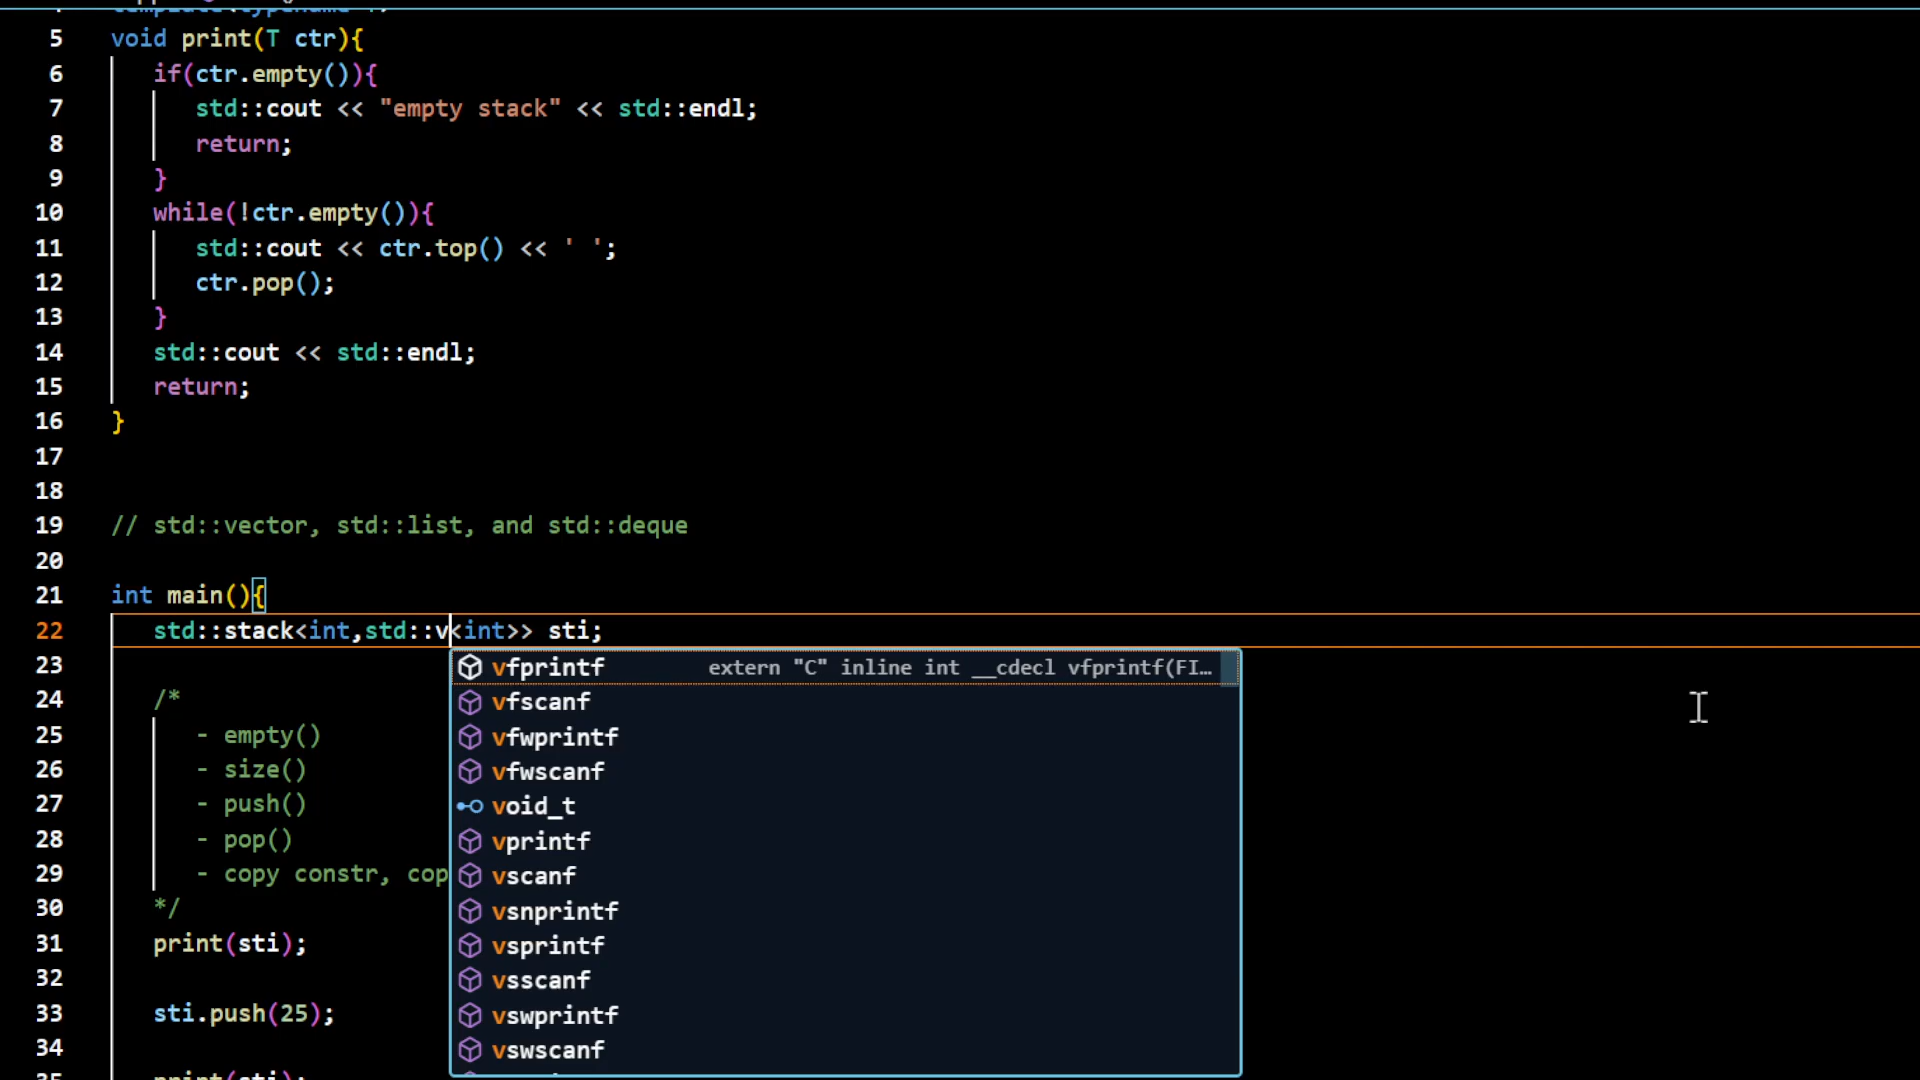 5 void print(T ctr){
6 if(ctr.empty()){
7 std::cout << "empty stack" << std::endl;
8 return;
9 }
10 while(!ctr.empty()){
11 std::cout << ctr.top() << ' ';
12 ctr.pop();
13 }
14 std::cout << std::endl;
15 return;
16 }
17
18
19 // std::vector, std::list, and std::deque
20
21 int main(){
22 std::stack<int,std::v<int>> sti;
23 vfprintf extern "C" inline int __cdecl vfprintf(FI…
24 /* vfscanf
25 - empty() vfwprintf
26 - size() vfwscanf
27 - push() void_t
28 - pop() vprintf
29 - copy constr, cop vscanf
30 */ vsnprintf
31 print(sti); vsprintf
32 vsscanf
33 sti.push(25); vswprintf
34 vswscanf
35 print(sti);